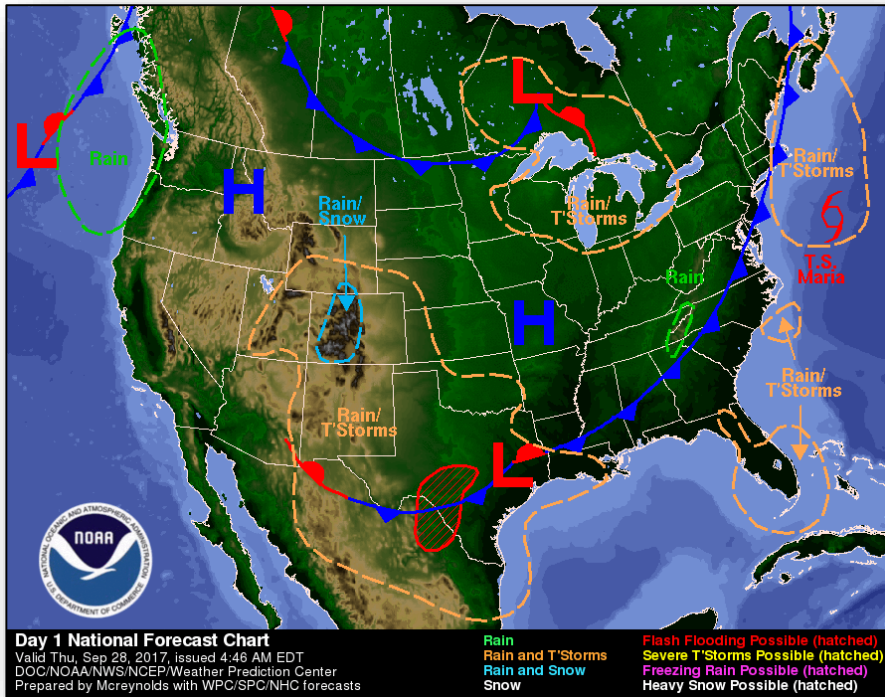 L
Rain
H
Rain/
Snow
L
Rain/
T'Storms
Rain/
T'Storms
T.S.
Maria
Rain
H
Rain/
T'Storms
Rain/
T'Storms
L
NATIONAL OCEANIC AND ATMOSPHERIC ADMINISTRATION
NOAA
U.S. DEPARTMENT OF COMMERCE
Day 1 National Forecast Chart
Valid Thu, Sep 28, 2017, issued 4:46 AM EDT
DOC/NOAA/NWS/NCEP/Weather Prediction Center
Prepared by Mcreynolds with WPC/SPC/NHC forecasts
Rain
Rain and T'Storms
Rain and Snow
Snow
Flash Flooding Possible (hatched)
Severe T'Storms Possible (hatched)
Freezing Rain Possible (hatched)
Heavy Snow Possible (hatched)